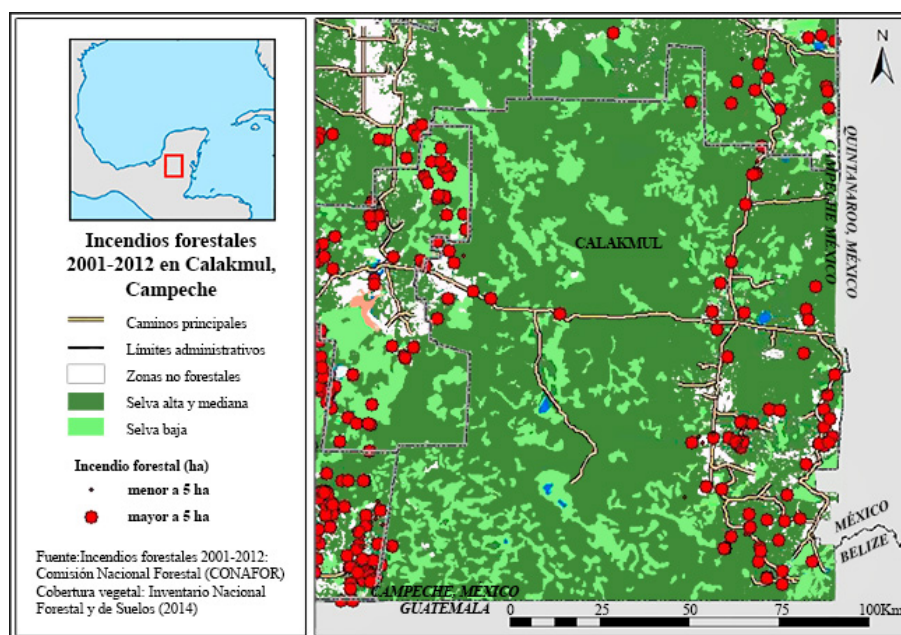 Incendios forestales
2001-2012 en Calakmul,
Campeche
Caminos principales
Límites administrativos
Zonas no forestales
Selva alta y mediana
Selva baja
Incendio forestal (ha)
menor a 5 ha
mayor a 5 ha
Fuente:Incendios forestales 2001-2012:
Comisión Nacional Forestal (CONAFOR)
Cobertura vegetal: Inventario Nacional
Forestal y de Suelos (2014)
N
CALAKMUL
CAMPECHE MÉXICO
QUINTANAROO, MÉXICO
MÉXICO
BELIZE
CAMPECHE, MÉXICO
GUATEMALA
0 25 50 75 100Km